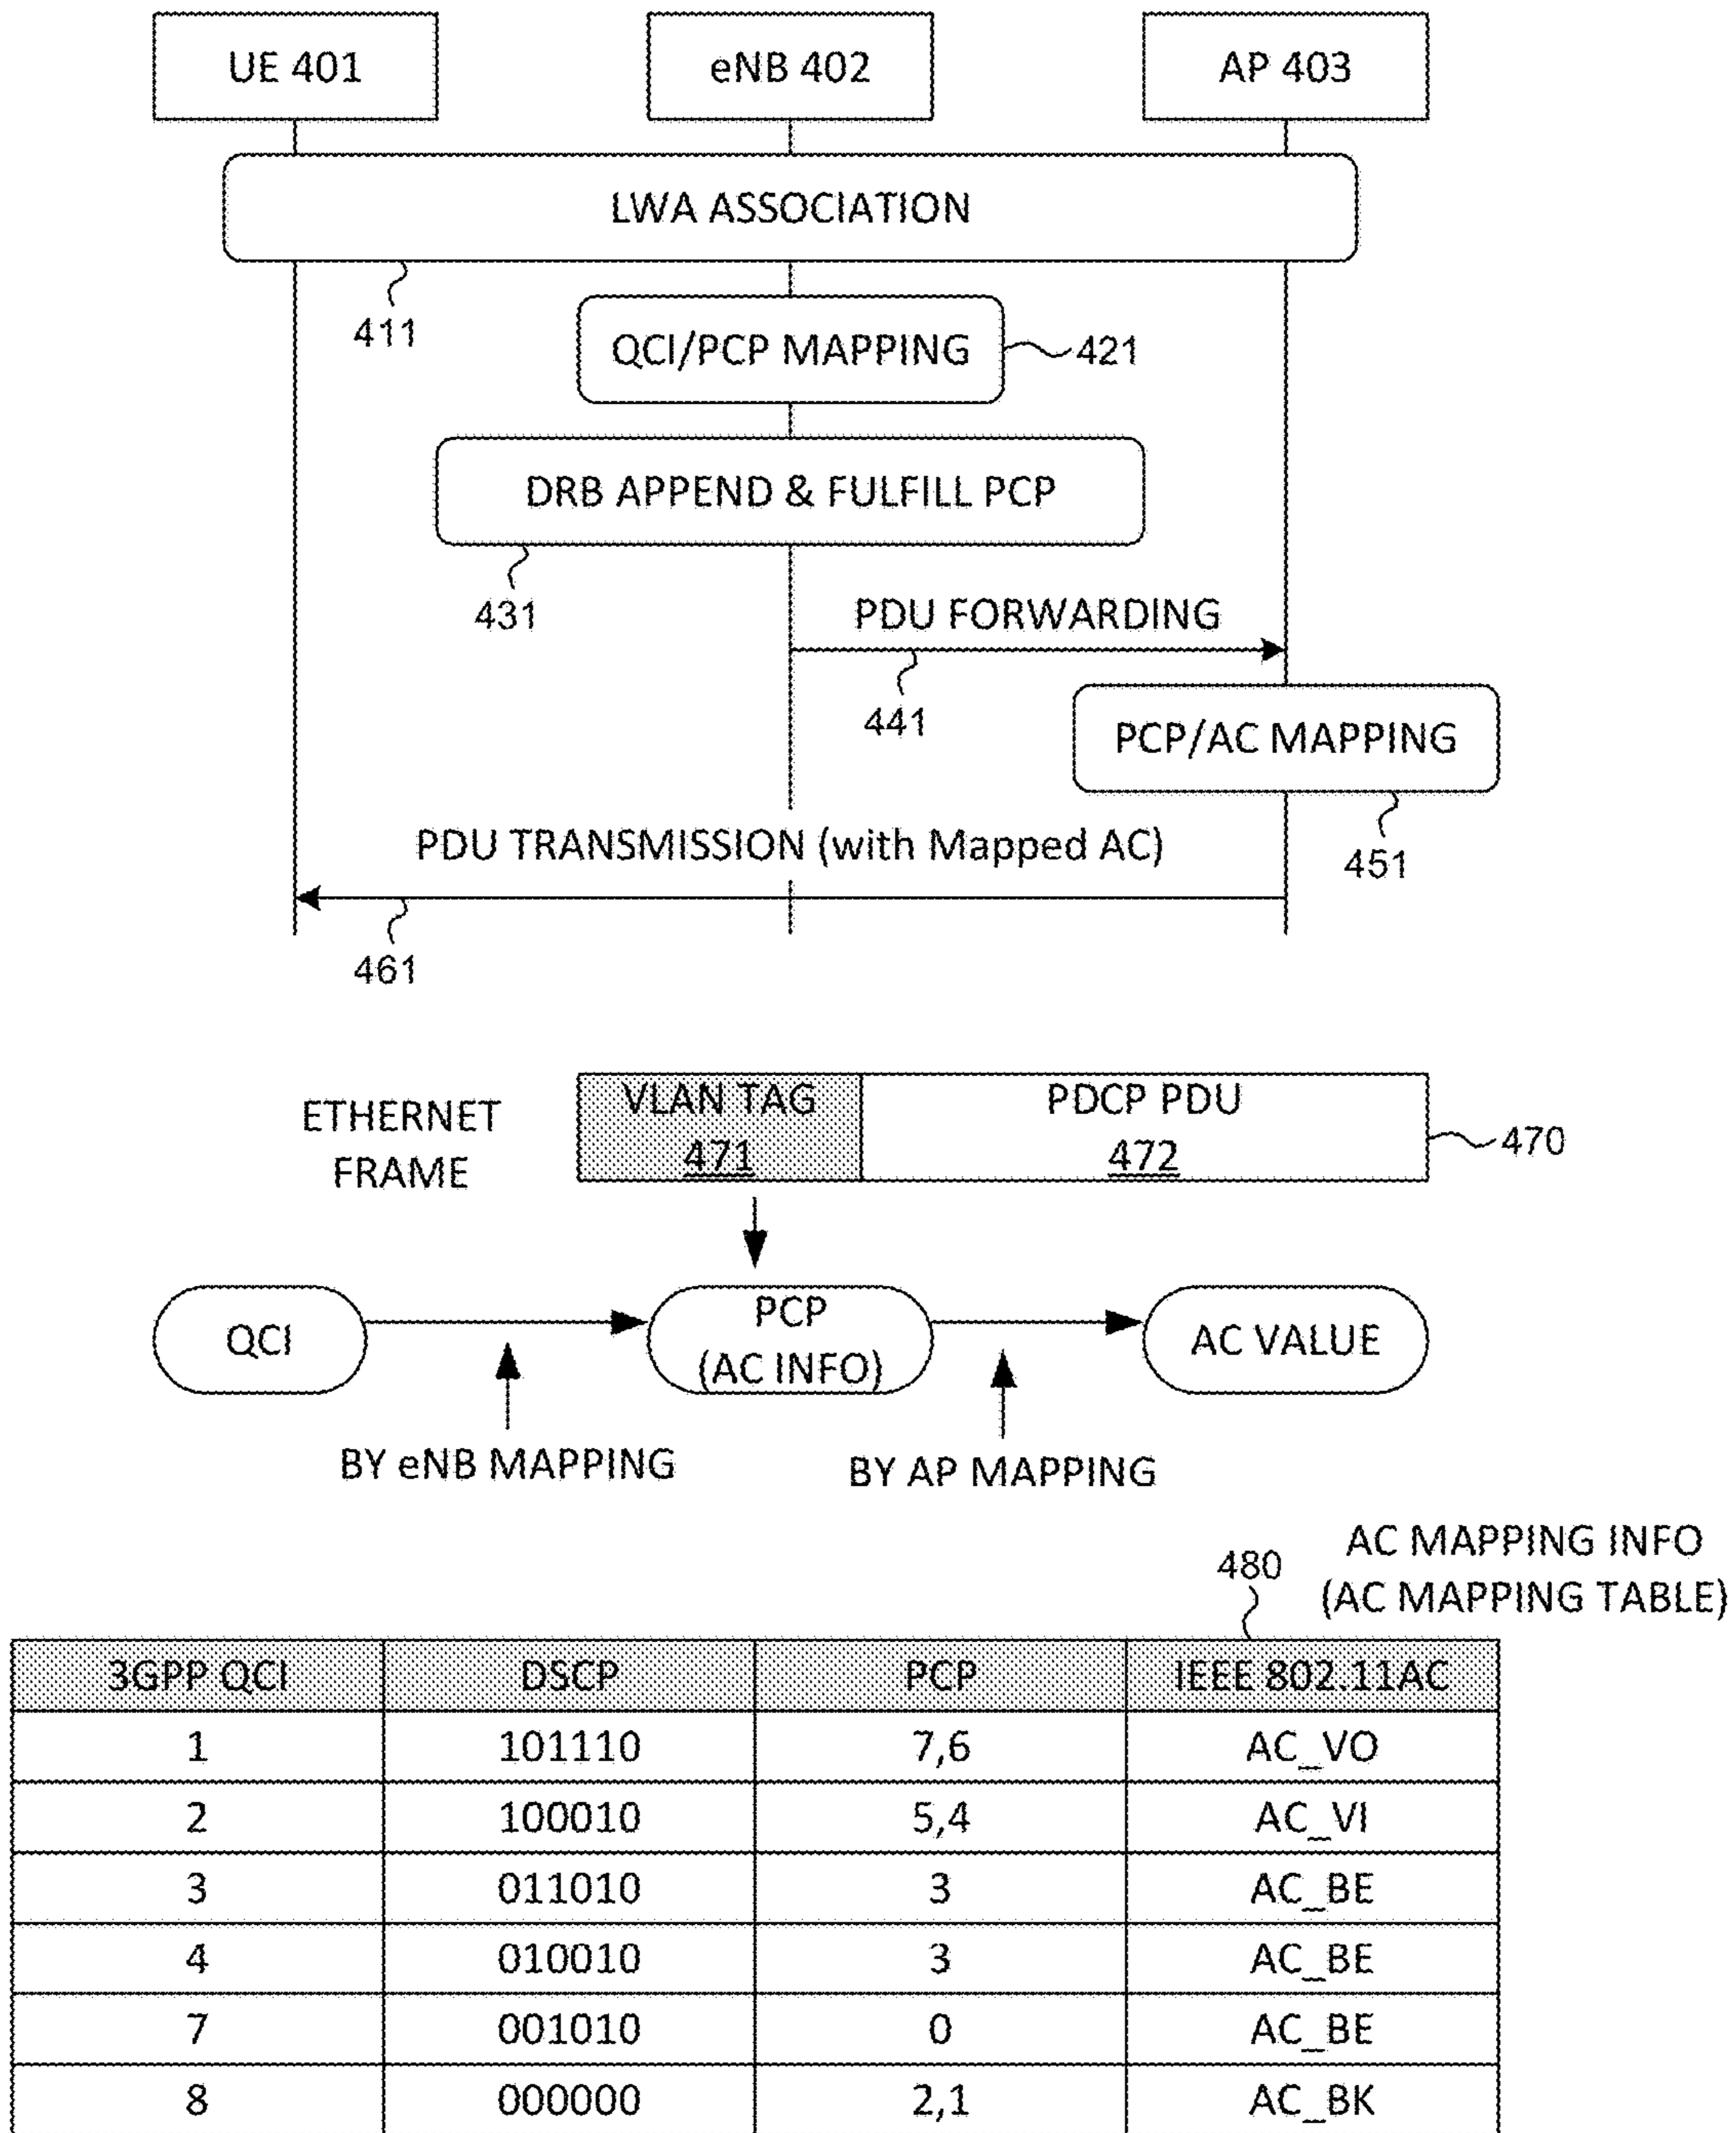 UE 401
eNB 402
AP 403
LWA ASSOCIATION
411
QCI/PCP MAPPING
421
DRB APPEND & FULFILL PCP
431
PDU FORWARDING
441
PCP/AC MAPPING
451
PDU TRANSMISSION (with Mapped AC)
461
ETHERNET
FRAME
VLAN TAG
471
PDCP PDU
472
470
QCI
PCP
(AC INFO)
AC VALUE
BY eNB MAPPING
BY AP MAPPING
480
AC MAPPING INFO
(AC MAPPING TABLE)
3GPP QCI DSCP PCP IEEE 802.11AC
1 101110 7,6 AC_VO
2 100010 5,4 AC_VI
3 011010 3 AC_BE
4 010010 3 AC_BE
7 001010 0 AC_BE
8 000000 2,1 AC_BK